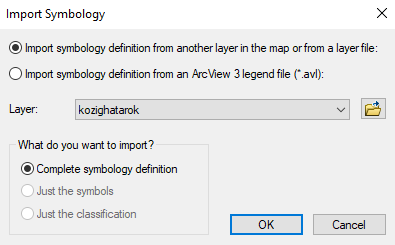 Import Symbology
Import symbology definition from another layer in the map or from a layer file:
Import symbology definition from an ArcView 3 legend file (*.avl):
Layer:
kozighatarok
What do you want to import?
Complete symbology definition
Just the symbols
Just the classification
OK
Cancel